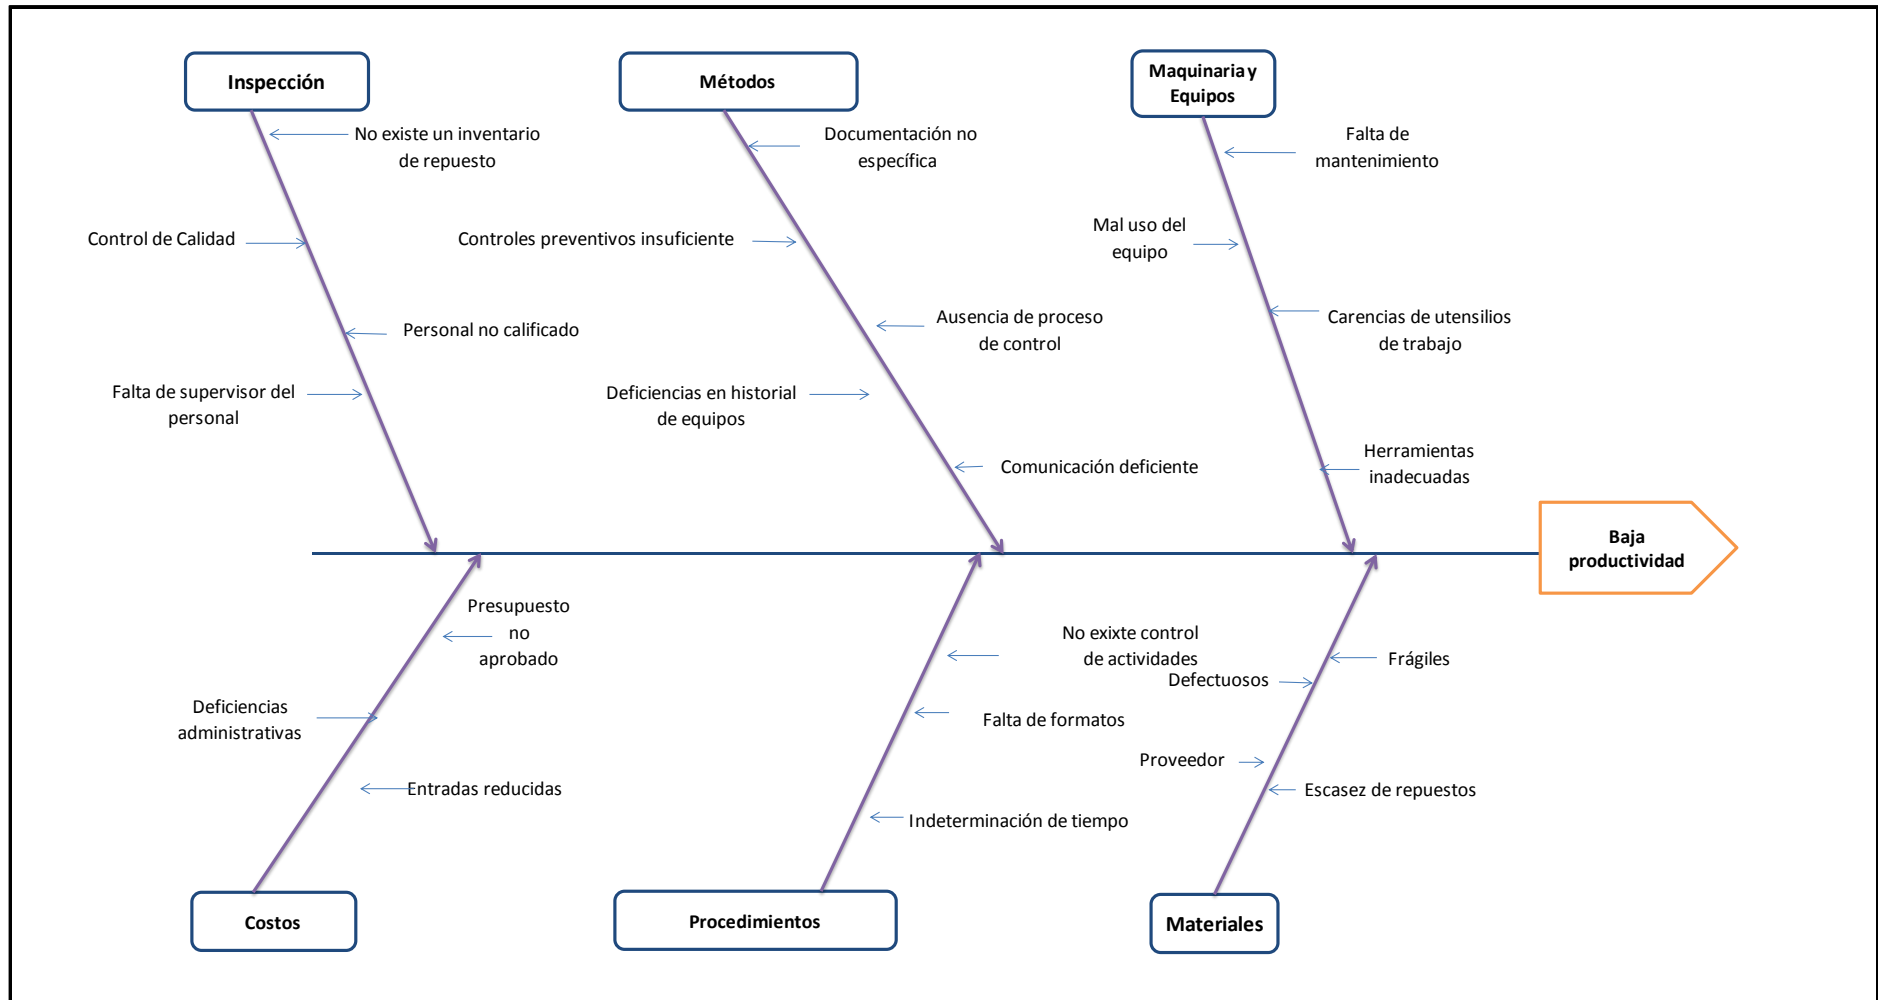 Inspección
Métodos
Maquinaria y
Equipos
No existe un inventario
de repuesto
Documentación no
específica
Falta de
mantenimiento
Control de Calidad
Controles preventivos insuficiente
Mal uso del
equipo
Personal no calificado
Ausencia de proceso
de control
Carencias de utensilios
de trabajo
Falta de supervisor del
personal
Deficiencias en historial
de equipos
Comunicación deficiente
Herramientas
inadecuadas
Baja
productividad
Presupuesto
no
aprobado
No exixte control
de actividades
Frágiles
Defectuosos
Deficiencias
administrativas
Falta de formatos
Proveedor
Entradas reducidas
Escasez de repuestos
Indeterminación de tiempo
Costos
Procedimientos
Materiales